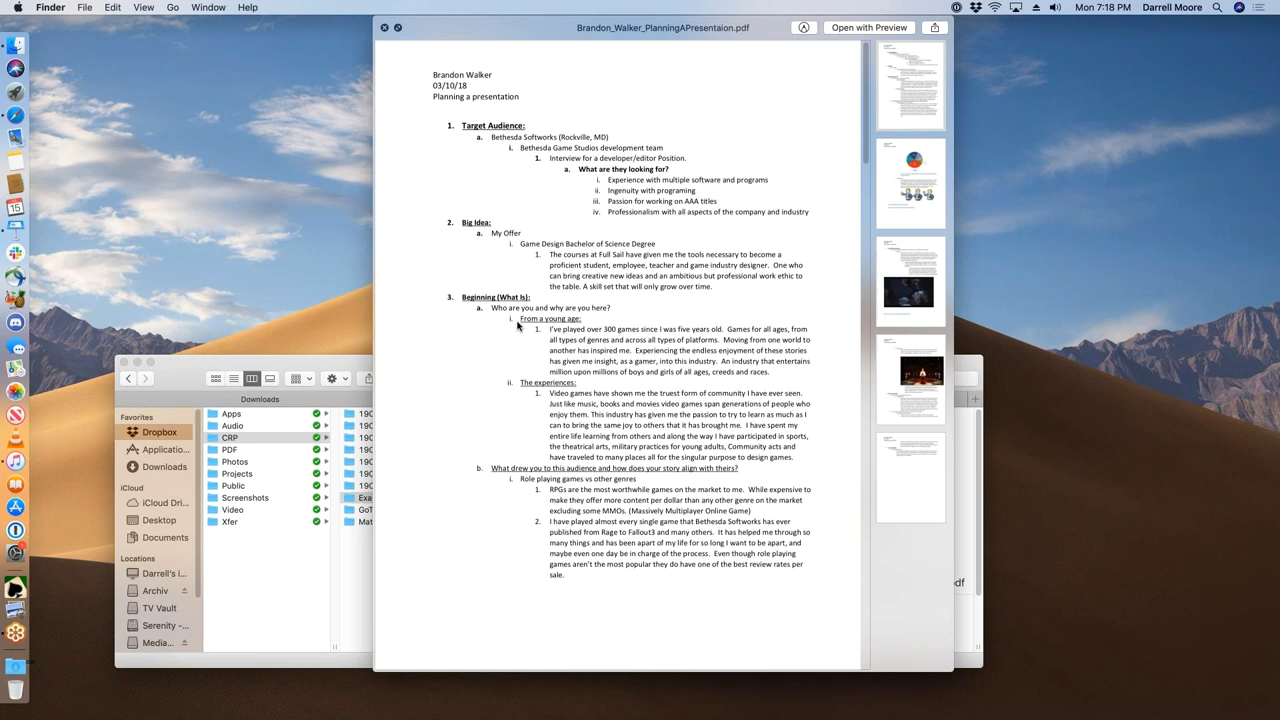 Finder File Edit View Go Window Help
Mon 7:18 PM Darrell Moore
Brandon_Walker_PlanningAPresentaion.pdf
Open with Preview
Brandon Walker
03/10/18
Planning a presentation
1. Target Audience:
a. Bethesda Softworks (Rockville, MD)
i. Bethesda Game Studios development team
1. Interview for a developer/editor Position.
a. What are they looking for?
i. Experience with multiple software and programs
ii. Ingenuity with programing
iii. Passion for working on AAA titles
iv. Professionalism with all aspects of the company and industry
2. Big Idea:
a. My Offer
i. Game Design Bachelor of Science Degree
1. The courses at Full Sail have given me the tools necessary to become a
proficient student, employee, teacher and game industry designer. One who
can bring creative new ideas and an ambitious but professional work ethic to
the table. A skill set that will only grow over time.
3. Beginning (What Is):
a. Who are you and why are you here?
i. From a young age:
1. I've played over 300 games since I was five years old. Games for all ages, from
all types of genres and across all types of platforms. Moving from one world to
another has inspired me. Experiencing the endless enjoyment of these stories
has given me insight, as a gamer, into this industry. An industry that entertains
million upon millions of boys and girls of all ages, creeds and races.
ii. The experiences:
1. Video games have shown me the truest form of community I have ever seen.
Just like music, books and movies video games span generations of people who
enjoy them. This industry has given me the passion to try to learn as much as I
can to bring the same joy to others that it has brought me. I have spent my
entire life learning from others and along the way I have participated in sports,
the theatrical arts, military practices for young adults, Community acts and
have traveled to many places all for the singular purpose to design games.
b. What drew you to this audience and how does your story align with theirs?
i. Role playing games vs other genres
1. RPGs are the most worthwhile games on the market to me. While expensive to
make they offer more content per dollar than any other genre on the market
excluding some MMOs. (Massively Multiplayer Online Game)
2. I have played almost every single game that Bethesda Softworks has ever
published from Rage to Fallout3 and many others. It has helped me through so
many things and has been apart of my life for so long I want to be apart, and
maybe even one day be in charge of the process. Even though role playing
games aren't the most popular they do have one of the best review rates per
sale.
Downloads
Favorites
Dropbox
Applicatio...
Downloads
iCloud
iCloud Dri...
Desktop
Documents
Locations
Darrell's i...
Archiv
TV Vault
Serenity -...
Media...
Apps
Audio
CRP
PDF
Photos
Projects
Public
Screenshots
Video
Xfer
190
190
190
190
190
190
190
Exa
GoT
Mat
pdf